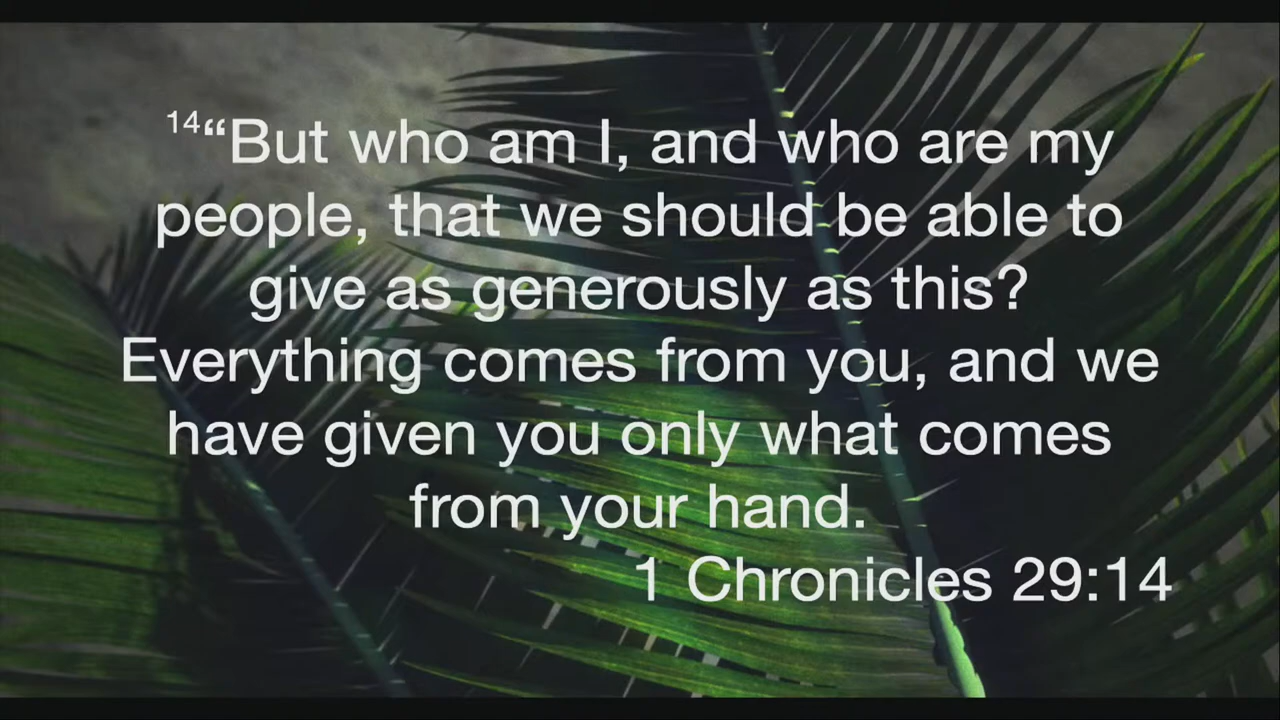 14“But who am I, and who are my
people, that we should be able to
give as generously as this?
Everything comes from you, and we
have given you only what comes
from your hand.
1 Chronicles 29:14